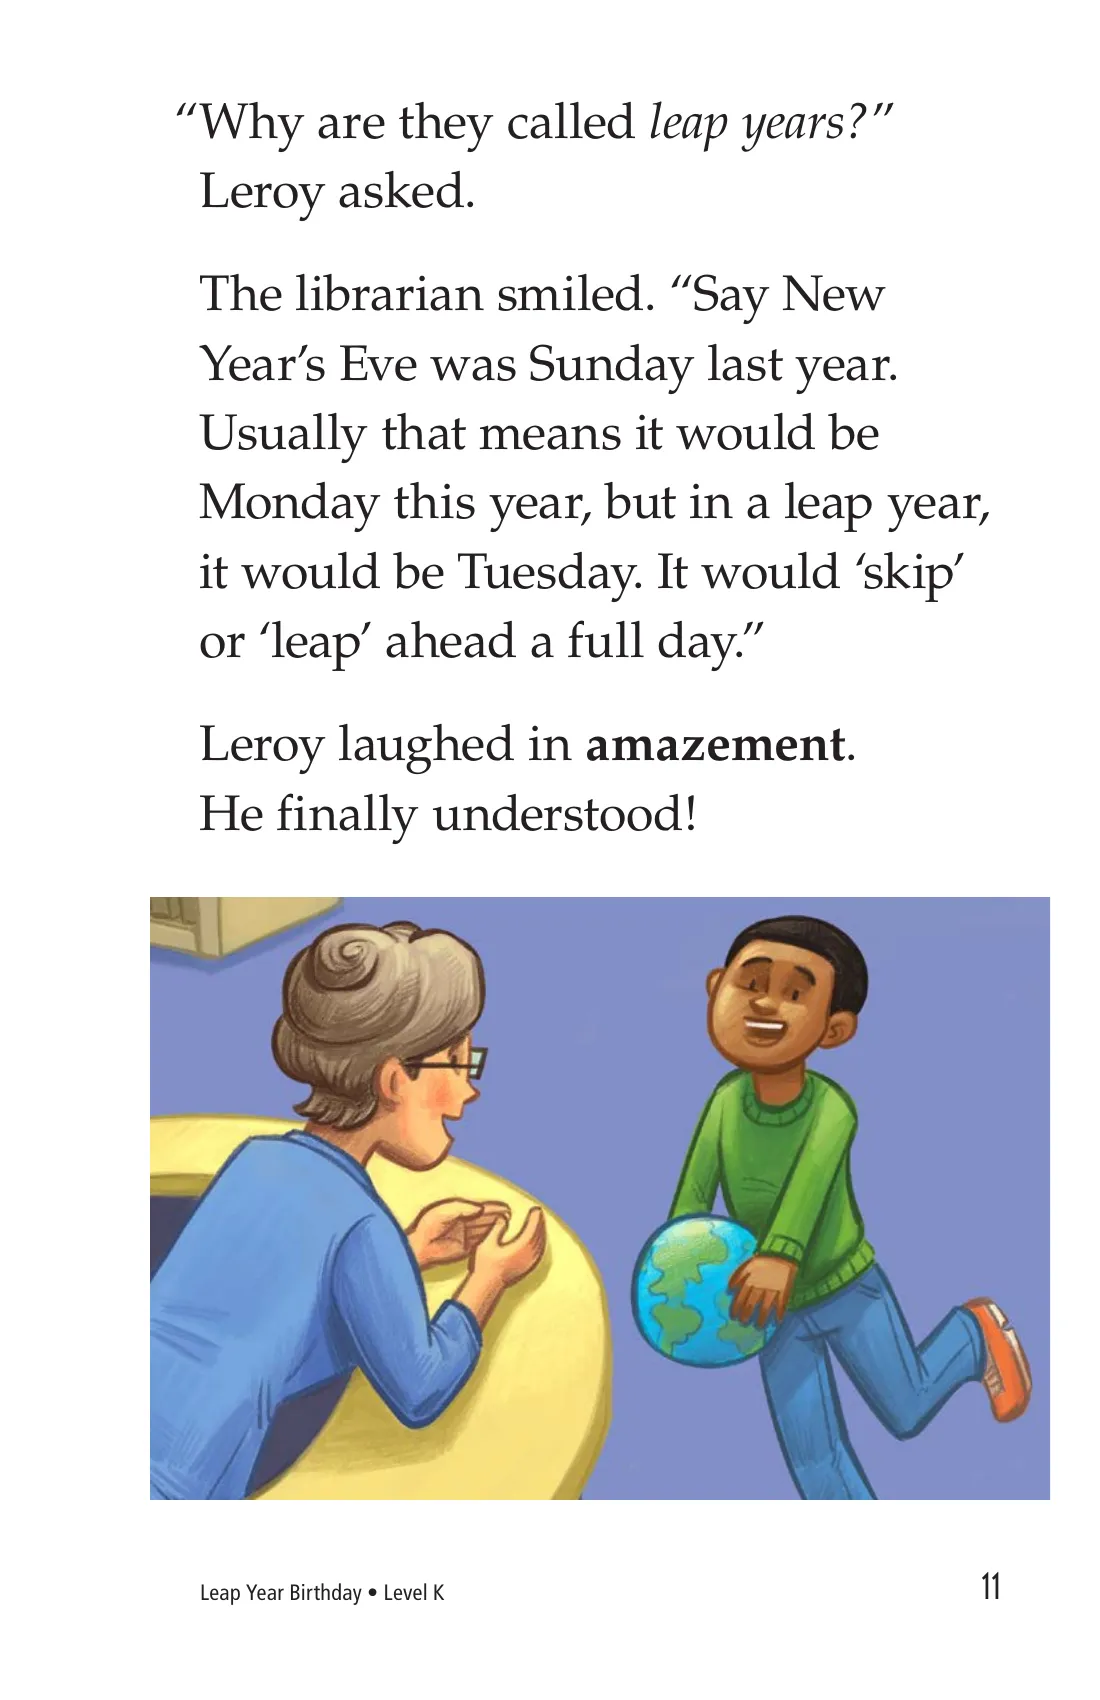 “Why are they called leap years?”
Leroy asked.
The librarian smiled. “Say New
Year’s Eve was Sunday last year.
Usually that means it would be
Monday this year, but in a leap year,
it would be Tuesday. It would ‘skip’
or ‘leap’ ahead a full day.”
Leroy laughed in amazement.
He finally understood!
Leap Year Birthday • Level K
11